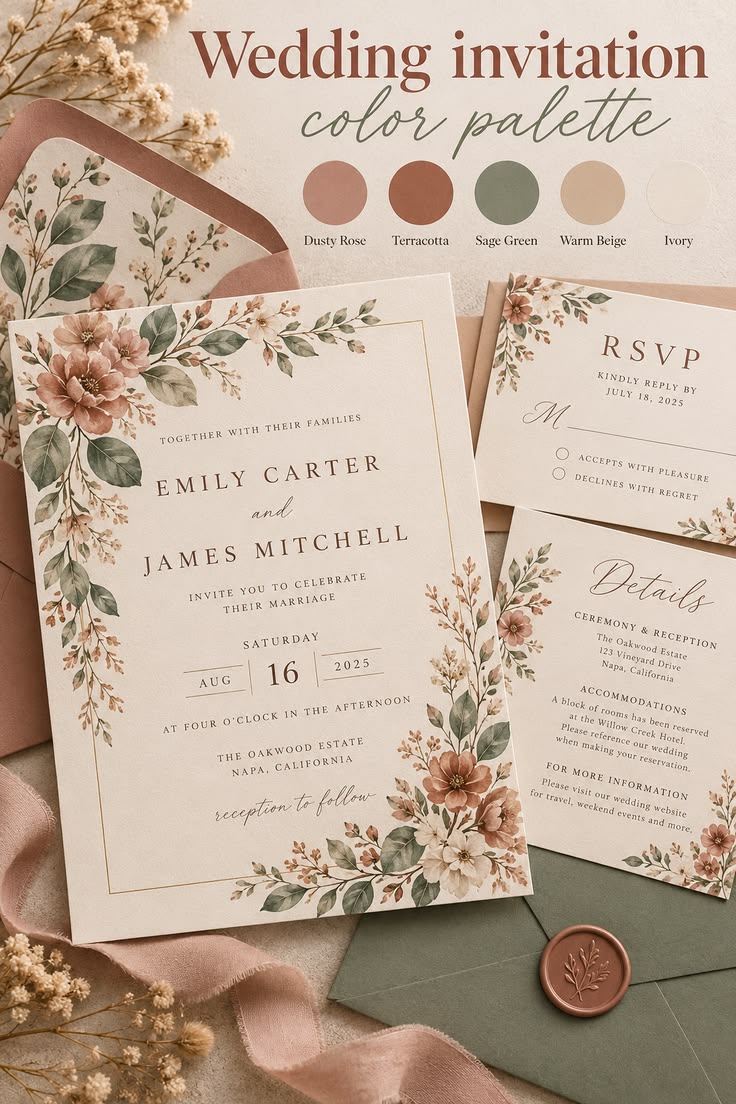 Wedding invitation
color palette
Dusty Rose
Terracotta
Sage Green
Warm Beige
Ivory
TOGETHER WITH THEIR FAMILIES
EMILY CARTER
and
JAMES MITCHELL
INVITE YOU TO CELEBRATE
THEIR MARRIAGE
SATURDAY
AUG 16 2025
AT FOUR O'CLOCK IN THE AFTERNOON
THE OAKWOOD ESTATE
NAPA, CALIFORNIA
reception to follow
RSVP
KINDLY REPLY BY
JULY 18, 2025
M
ACCEPTS WITH PLEASURE
DECLINES WITH REGRET
Details
CEREMONY & RECEPTION
The Oakwood Estate
123 Vineyard Drive
Napa, California
ACCOMMODATIONS
A block of rooms has been reserved
at the Willow Creek Hotel.
Please reference our wedding
when making your reservation.
FOR MORE INFORMATION
Please visit our wedding website
for travel, weekend events and more.